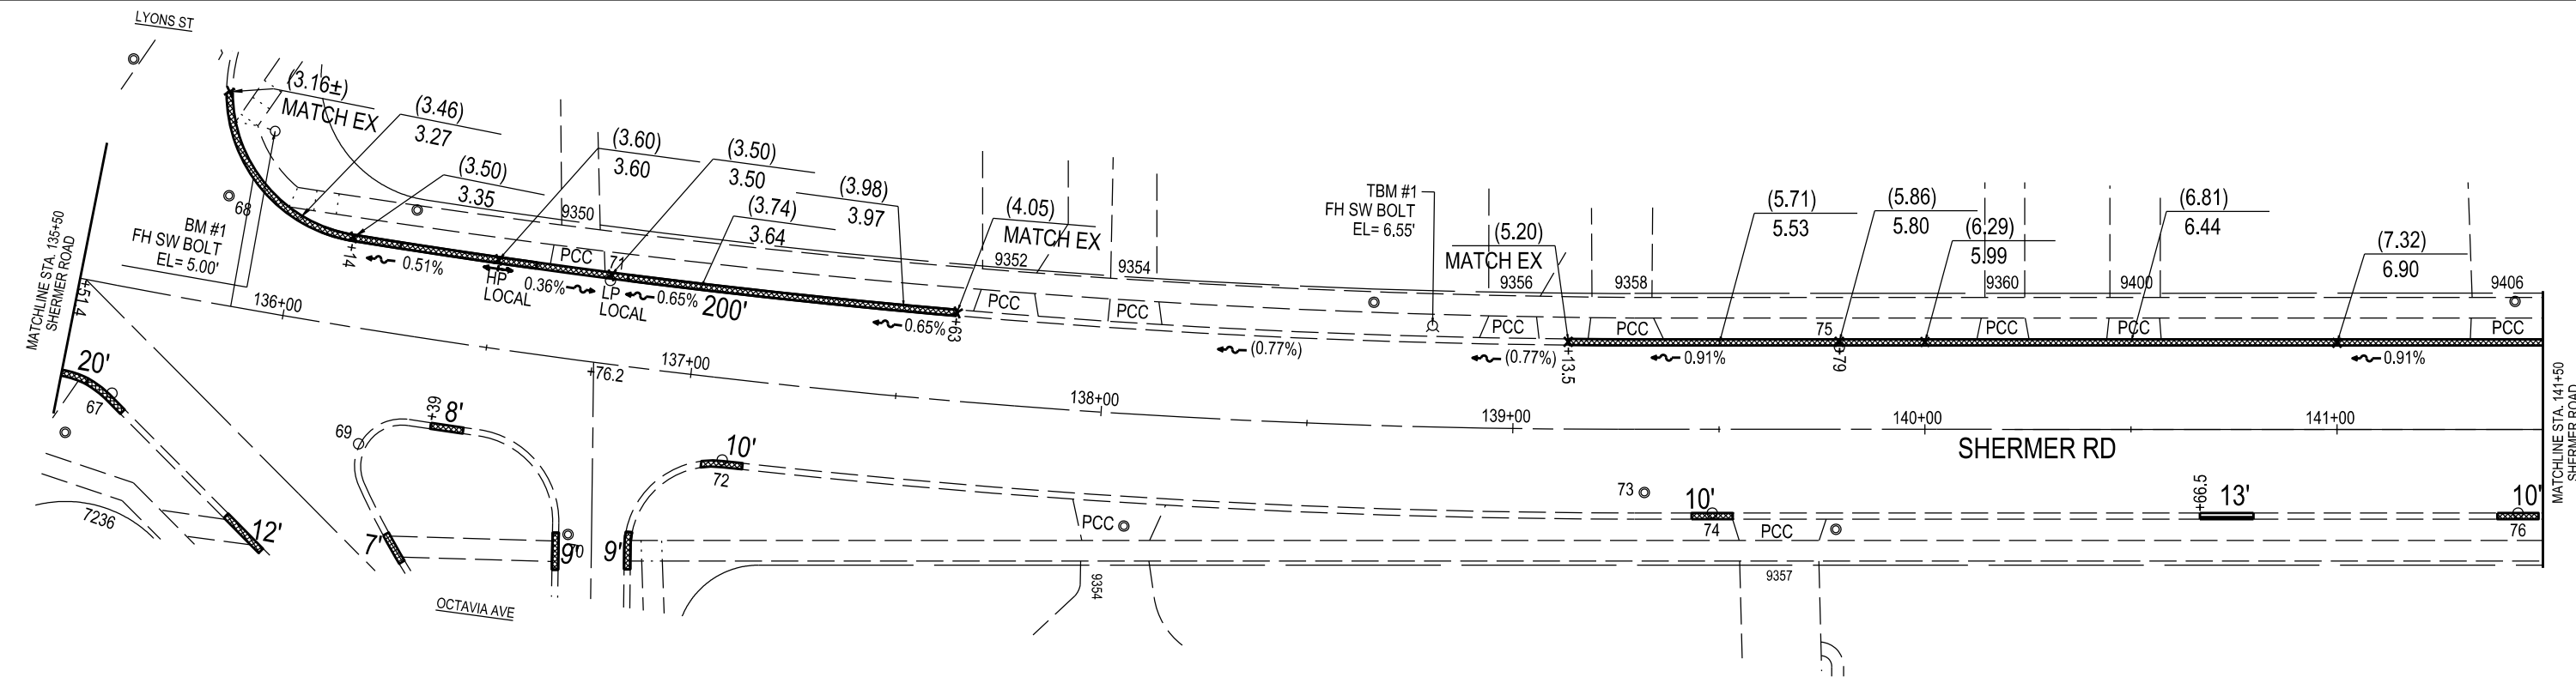 LYONS ST
(3.16±)
MATCH EX
(3.46)
3.27
(3.50)
3.35
(3.60)
3.60
(3.50)
3.50
(3.74)
3.64
(3.98)
3.97
(4.05)
MATCH EX
TBM #1
FH SW BOLT
EL= 6.55'
(5.20)
MATCH EX
(5.71)
5.53
(5.86)
5.80
(6.29)
5.99
(6.81)
6.44
(7.32)
6.90
68
BM #1
FH SW BOLT
EL= 5.00'
9350
9352
9354
9356
9358
9360
9400
9406
MATCHLINE STA. 135+50
SHERMER ROAD
+51.4
+14
0.51%
HP
LOCAL
0.36%
PCC
71
LP
LOCAL
0.65%
200'
0.65%
+63
PCC
PCC
(0.77%)
PCC
(0.77%)
+13.5
PCC
0.91%
75
+79
PCC
PCC
0.91%
PCC
136+00
137+00
+76.2
138+00
139+00
140+00
141+00
SHERMER RD
MATCHLINE STA. 141+50
SHERMER ROAD
20'
67
69
+39
8'
10'
72
73
10'
74
PCC
+66.5
13'
10'
76
7236
12'
7'
9'
70
9'
PCC
9354
9357
OCTAVIA AVE